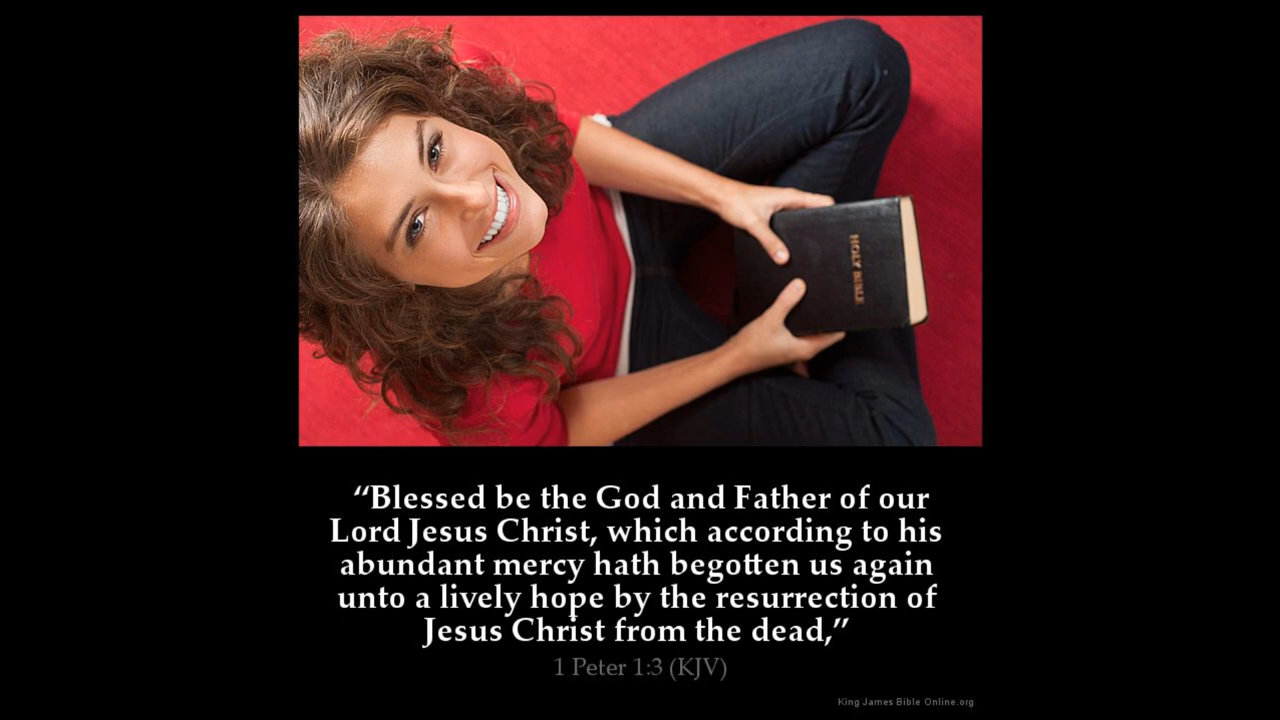 HOLY BIBLE
“Blessed be the God and Father of our
Lord Jesus Christ, which according to his
abundant mercy hath begotten us again
unto a lively hope by the resurrection of
Jesus Christ from the dead,”
1 Peter 1:3 (KJV)
King James Bible Online.org